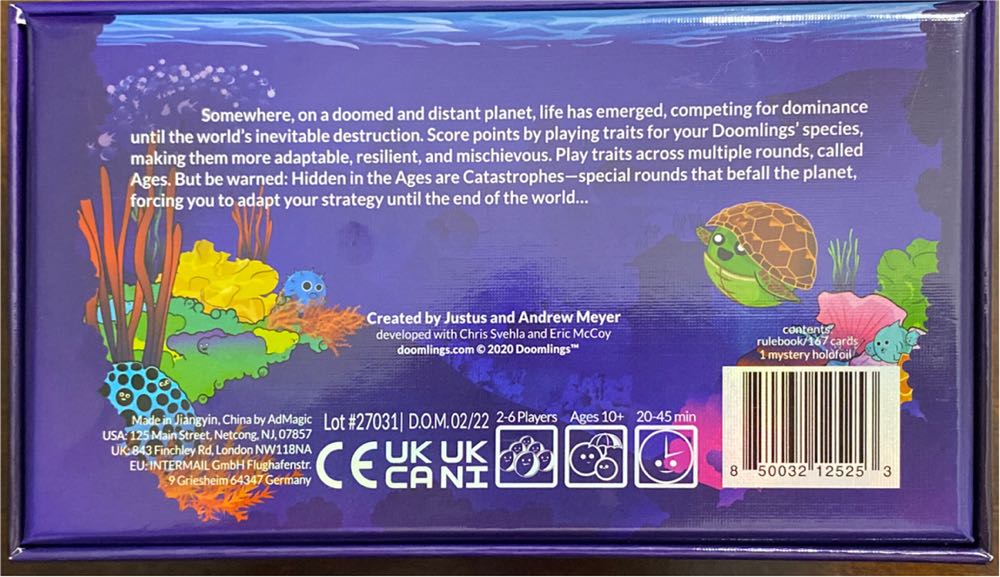 Somewhere, on a doomed and distant planet, life has emerged, competing for dominance
until the world's inevitable destruction. Score points by playing traits for your Doomlings' species,
making them more adaptable, resilient, and mischievous. Play traits across multiple rounds, called
Ages. But be warned: Hidden in the Ages are Catastrophes—special rounds that befall the planet,
forcing you to adapt your strategy until the end of the world...
Created by Justus and Andrew Meyer
developed with Chris Svehla and Eric McCoy
doomlings.com © 2020 Doomlings™
contents:
rulebook/167 cards
1 mystery holofoil
Made in Jiangyin, China by AdMagic
USA: 125 Main Street, Netcong, NJ, 07857
UK: 843 Finchley Rd, London NW118NA
EU: INTERMAIL GmbH Flughafenstr.
9 Griesheim 64347 Germany
Lot #27031| D.O.M. 02/22
CE UK CA UK NI
2-6 Players
Ages 10+
20-45 min
8 50032 12525 3